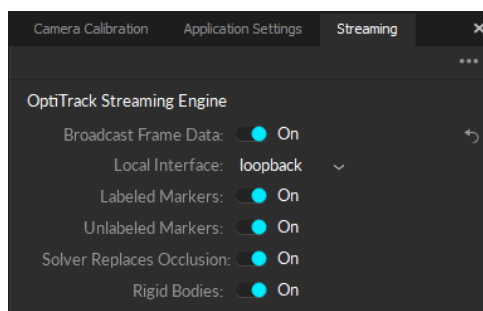 Camera Calibration Application Settings Streaming
OptiTrack Streaming Engine
Broadcast Frame Data: On
Local Interface: loopback
Labeled Markers: On
Unlabeled Markers: On
Solver Replaces Occlusion: On
Rigid Bodies: On